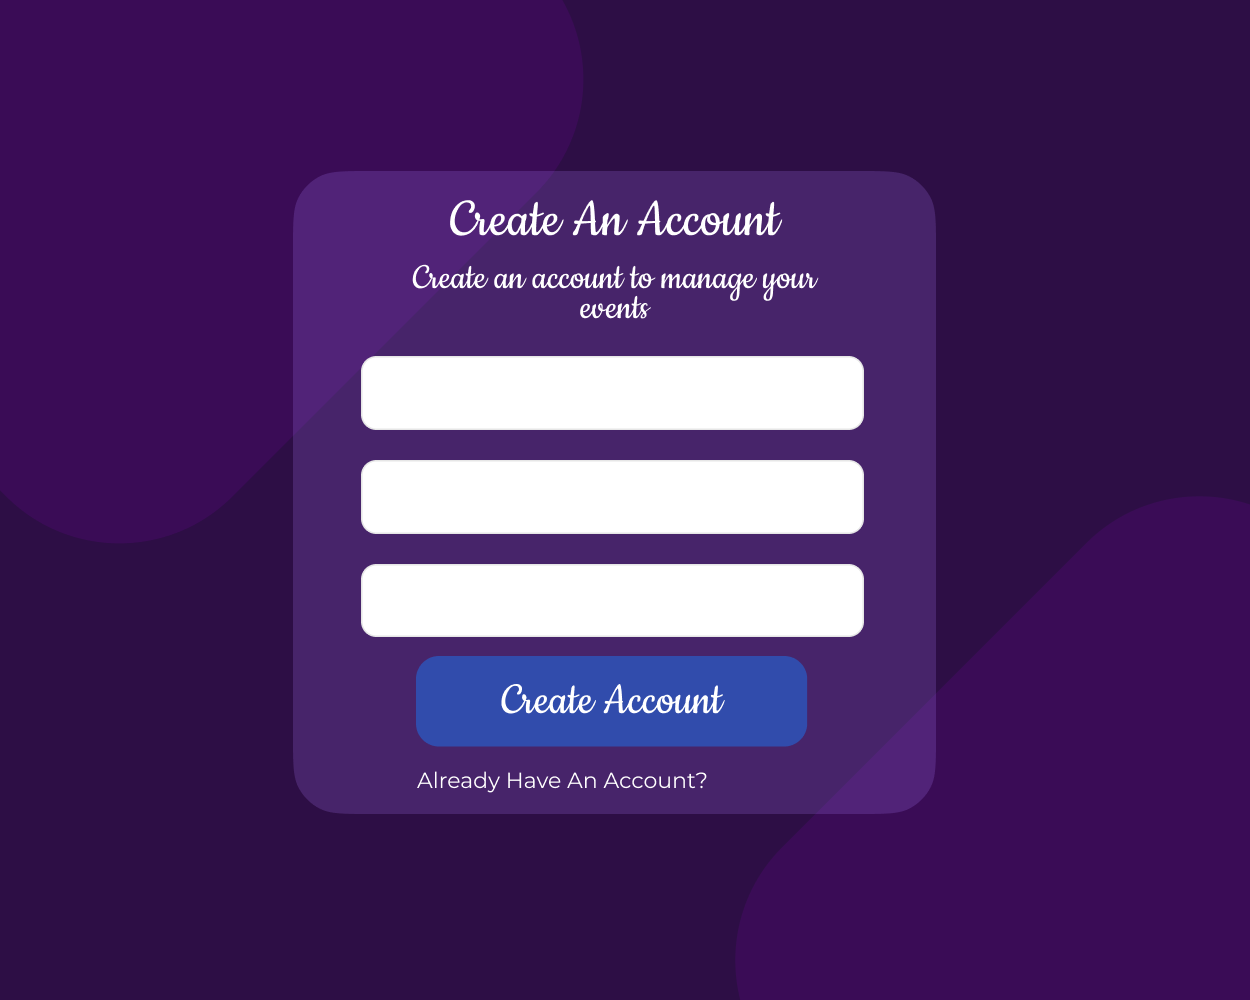 Create An Account
Create an account to manage your
events
Create Account
Already Have An Account?